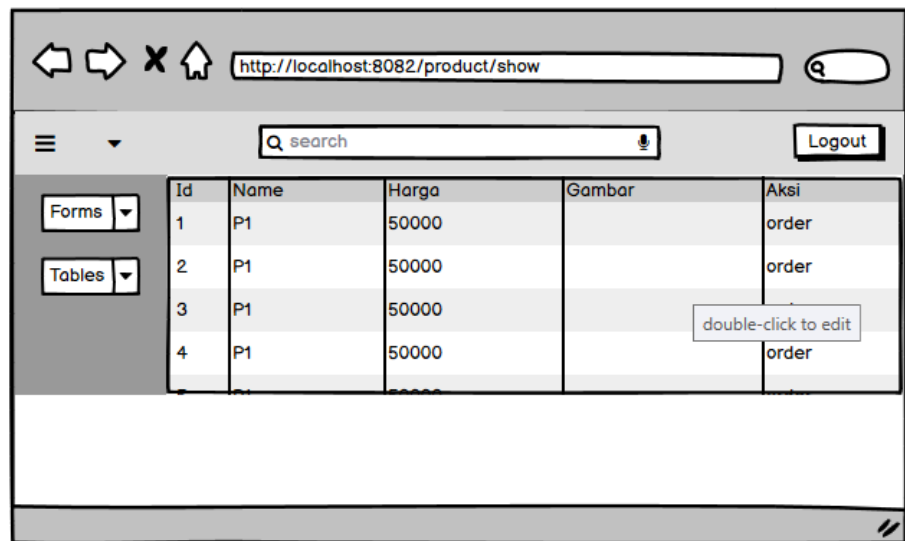 http://localhost:8082/product/show
search
Logout
Forms
Tables
Id Name Harga Gambar Aksi
1 P1 50000 order
2 P1 50000 order
3 P1 50000
double-click to edit
4 P1 50000 order